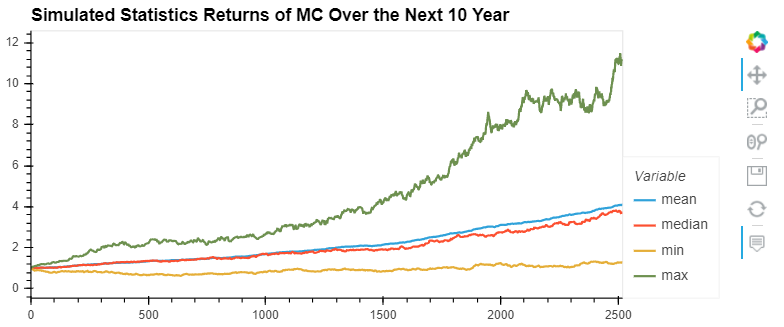 Simulated Statistics Returns of MC Over the Next 10 Year
12
10
8
6
4
2
0
0 500 1000 1500 2000 2500
Variable
mean
median
min
max